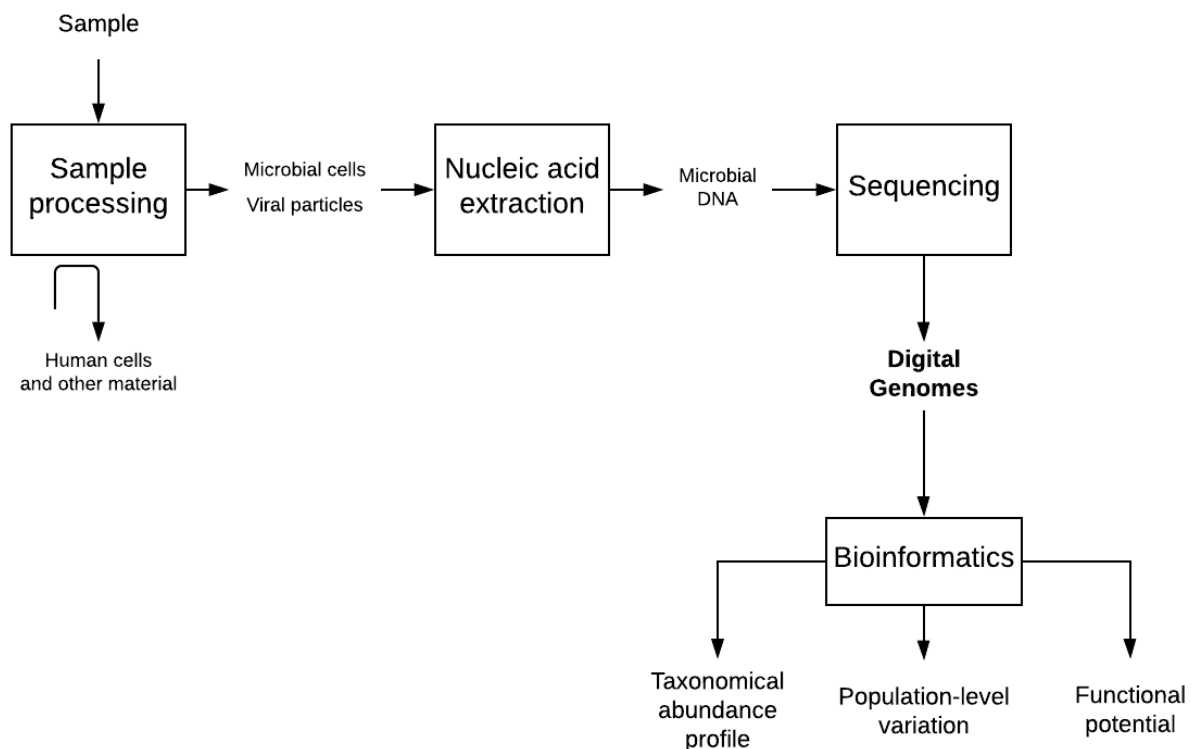 Sample
Sample
processing
Microbial cells
Viral particles
Nucleic acid
extraction
Microbial
DNA
Sequencing
Human cells
and other material
Digital
Genomes
Bioinformatics
Taxonomical
abundance
profile
Population-level
variation
Functional
potential